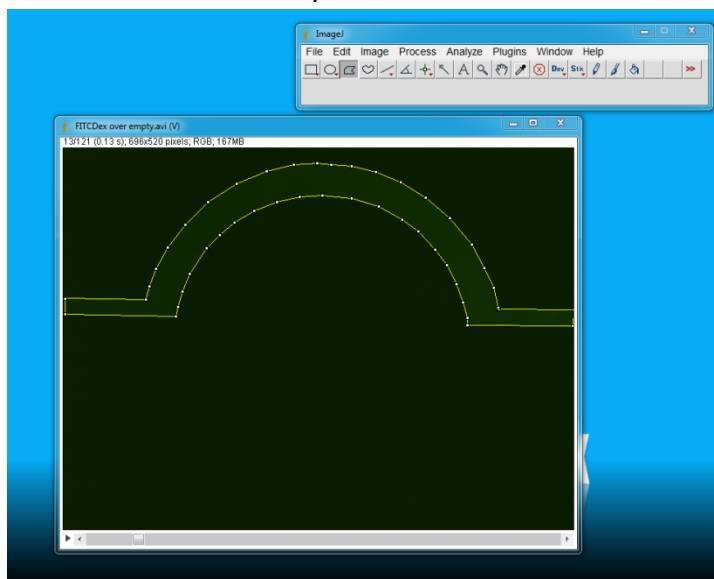 ImageJ
File Edit Image Process Analyze Plugins Window Help
A Dev Stk >>
FITCDex over empty.avi (V)
13/121 (0.13 s); 696x520 pixels; RGB; 167MB